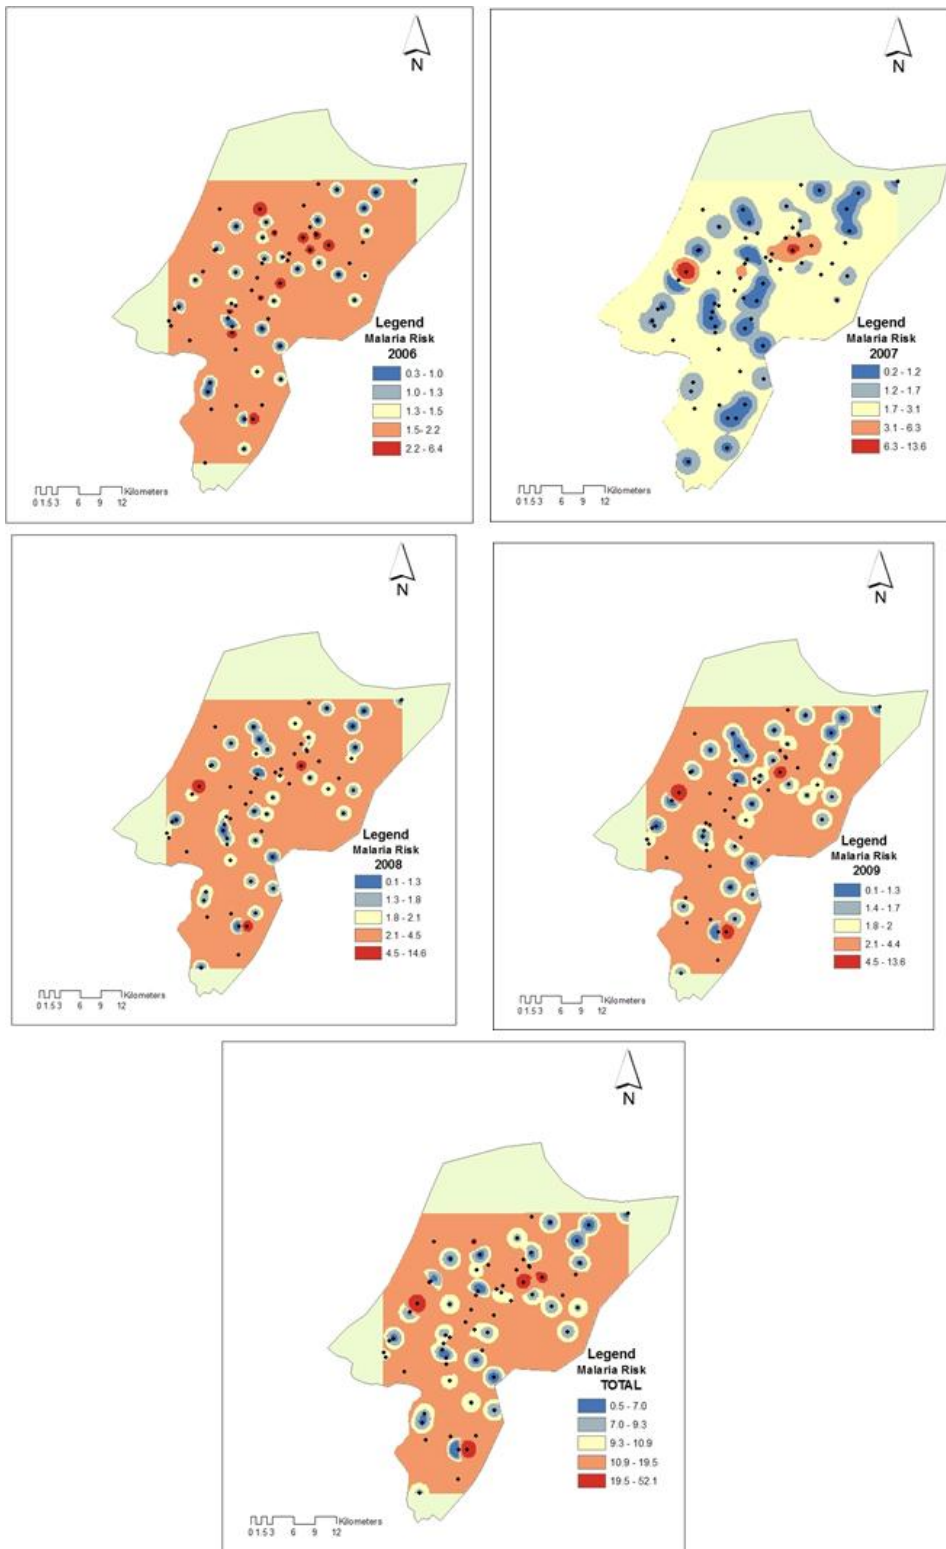 N
Legend
Malaria Risk
2006
0.3 - 1.0
1.0 - 1.3
1.3 - 1.5
1.5- 2.2
2.2 - 6.4
Kilometers
0 1.5 3 6 9 12
N
Legend
Malaria Risk
2007
0.2 - 1.2
1.2 - 1.7
1.7 - 3.1
3.1 - 6.3
6.3 - 13.6
Kilometers
0 1.5 3 6 9 12
N
Legend
Malaria Risk
2008
0.1 - 1.3
1.3 - 1.8
1.8 - 2.1
2.1 - 4.5
4.5 - 14.6
Kilometers
0 1.5 3 6 9 12
N
Legend
Malaria Risk
2009
0.1 - 1.3
1.4 - 1.7
1.8 - 2
2.1 - 4.4
4.5 - 13.6
Kilometers
0 1.5 3 6 9 12
N
Legend
Malaria Risk
TOTAL
0.5 - 7.0
7.0 - 9.3
9.3 - 10.9
10.9 - 19.5
19.5 - 52.1
Kilometers
0 1.5 3 6 9 12